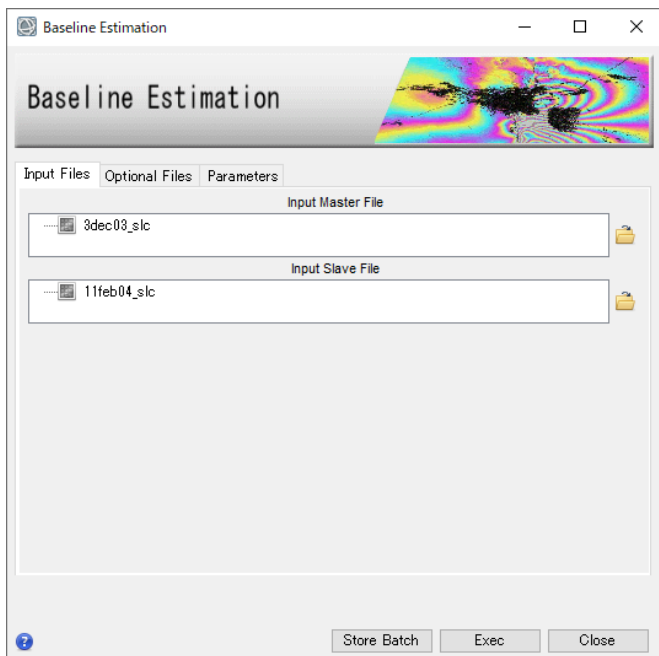 Baseline Estimation
Baseline Estimation
Input Files Optional Files Parameters
Input Master File
3dec03_slc
Input Slave File
11feb04_slc
Store Batch Exec Close